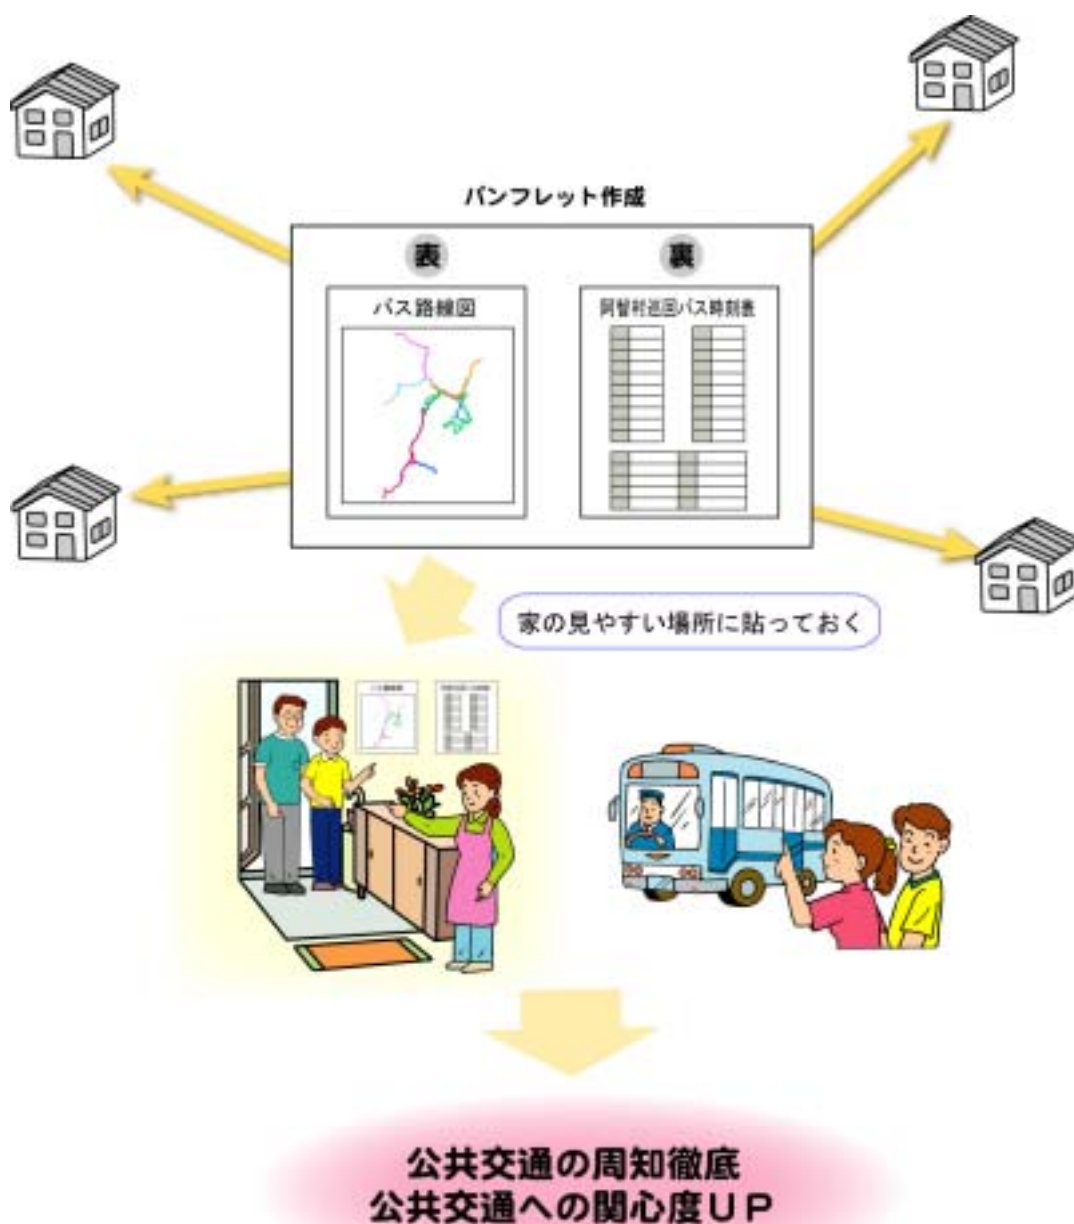 パンフレット作成
表
裏
バス路線図
阿智村巡回バス時刻表
家の見やすい場所に貼っておく
公共交通の周知徹底
公共交通への関心度UP